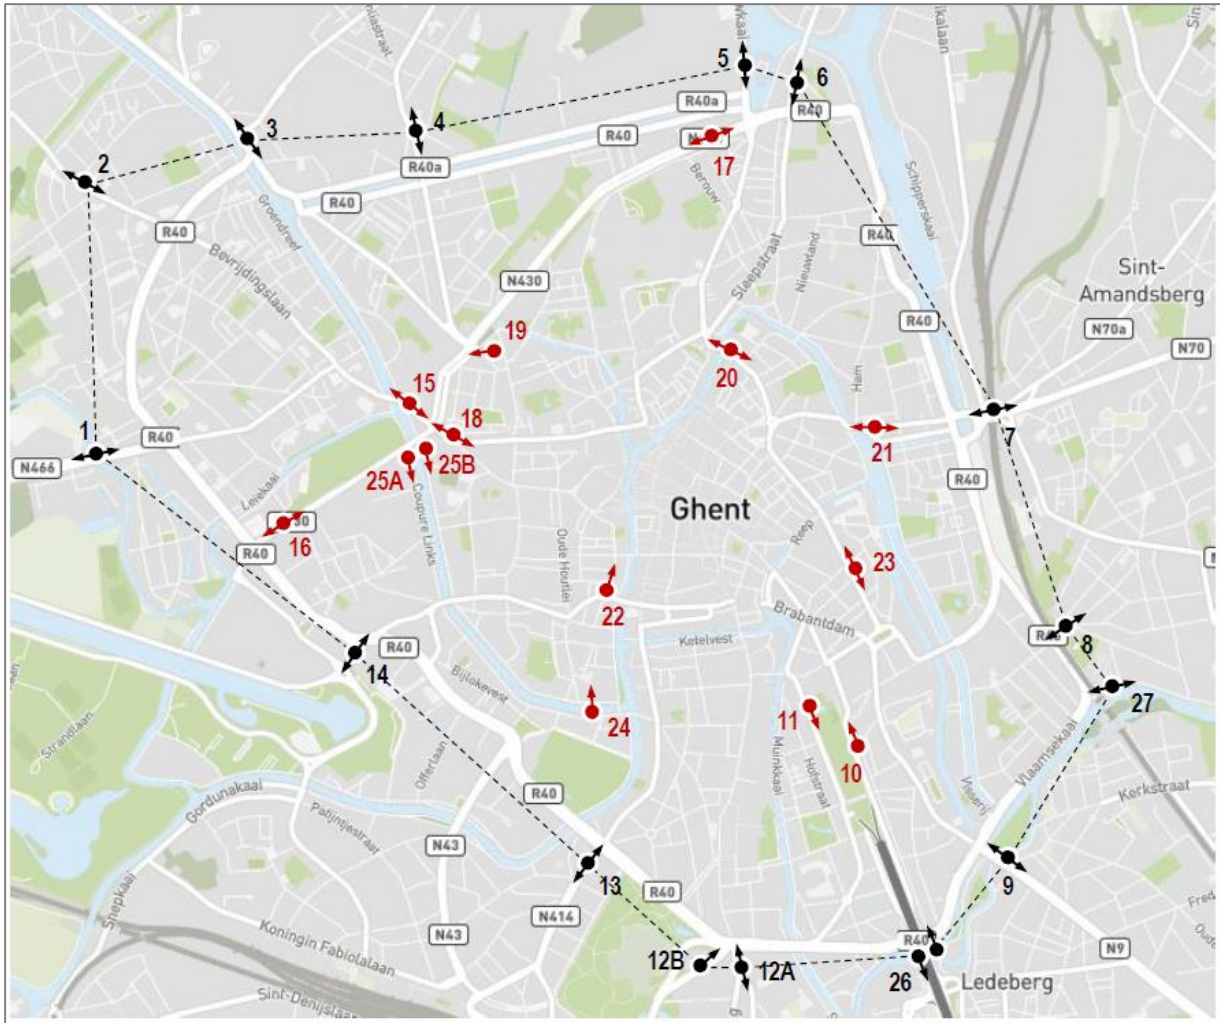 5
6
4
3
2
R40a
R40a
R40
R40
17
Berouw
Schipperskaai
R40
R40
R40
Groendreef
Bevrijdingslaan
Sleepstraat
Nieuwland
N430
Sint-
Amandsberg
R40
N70a
N70
19
20
15
18
Ham
1
R40
N466
7
21
25A
25B
Leiekaai
Coupure Links
16
R40
R40
Ghent
Reep
Oude Houtlei
23
22
Brabantdam
Ketelvest
8
14
R40
Bijlokevest
27
24
11
10
Strandlaan
Offerlaan
Muinkkaai
Hofstraat
Visserij
Vlaamsekaai
Kerkstraat
Gordunakaai
Patijntjestraat
R40
N43
13
9
R40
Snepkaai
N414
Koningin Fabiolalaan
N43
R40
N9
12B
12A
26
Ledeberg
Sint-Denijslaan